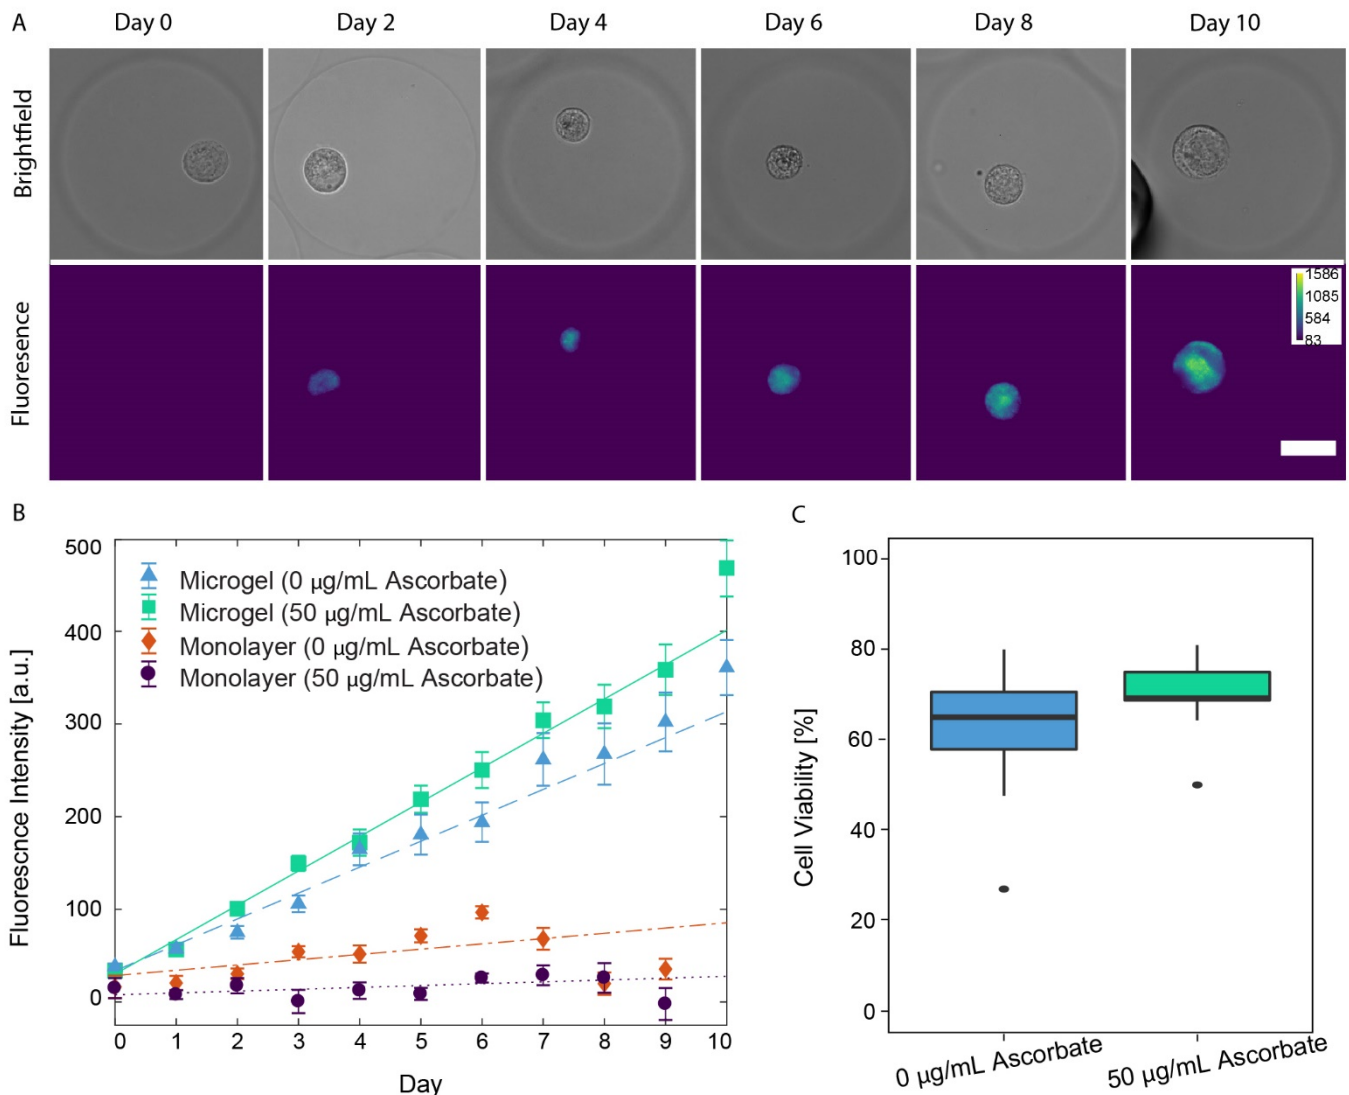 A
Day 0 Day 2 Day 4 Day 6 Day 8 Day 10
Brightfield
Fluoresence
1586
1085
584
83
B
Fluorescnce Intensity [a.u.]
500
400
300
200
100
0
Microgel (0 µg/mL Ascorbate)
Microgel (50 µg/mL Ascorbate)
Monolayer (0 µg/mL Ascorbate)
Monolayer (50 µg/mL Ascorbate)
0 1 2 3 4 5 6 7 8 9 10
Day
C
Cell Viability [%]
100
80
60
40
20
0
0 µg/mL Ascorbate
50 µg/mL Ascorbate